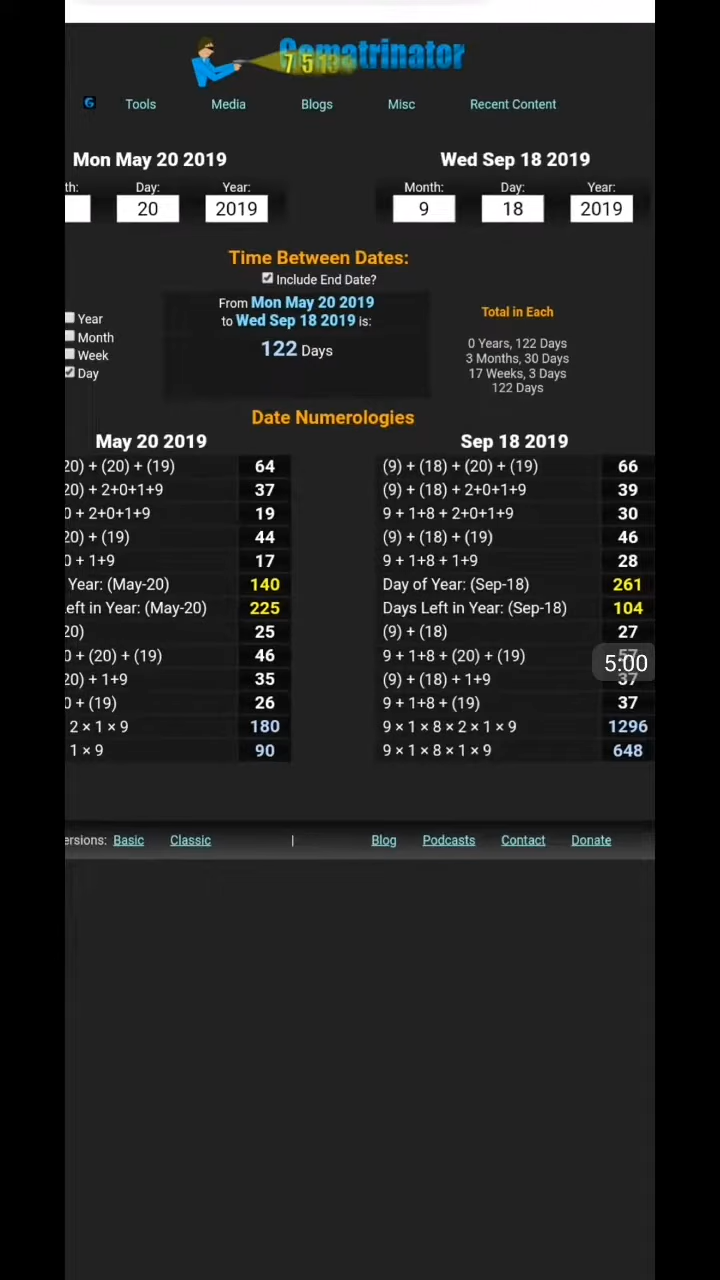 Gematrinator
7 5 13
G Tools Media Blogs Misc Recent Content
Mon May 20 2019
th: Day: Year:
20 2019
Wed Sep 18 2019
Month: Day: Year:
9 18 2019
Time Between Dates:
Include End Date?
From Mon May 20 2019
to Wed Sep 18 2019 is:
122 Days
Year
Month
Week
Day
Total in Each
0 Years, 122 Days
3 Months, 30 Days
17 Weeks, 3 Days
122 Days
Date Numerologies
May 20 2019
20) + (20) + (19) 64
20) + 2+0+1+9 37
0 + 2+0+1+9 19
20) + (19) 44
0 + 1+9 17
Year: (May-20) 140
eft in Year: (May-20) 225
20) 25
0 + (20) + (19) 46
20) + 1+9 35
0 + (19) 26
2 × 1 × 9 180
1 × 9 90
Sep 18 2019
(9) + (18) + (20) + (19) 66
(9) + (18) + 2+0+1+9 39
9 + 1+8 + 2+0+1+9 30
(9) + (18) + (19) 46
9 + 1+8 + 1+9 28
Day of Year: (Sep-18) 261
Days Left in Year: (Sep-18) 104
(9) + (18) 27
9 + 1+8 + (20) + (19) 57
5:00
(9) + (18) + 1+9 37
9 + 1+8 + (19) 37
9 × 1 × 8 × 2 × 1 × 9 1296
9 × 1 × 8 × 1 × 9 648
ersions: Basic Classic | Blog Podcasts Contact Donate